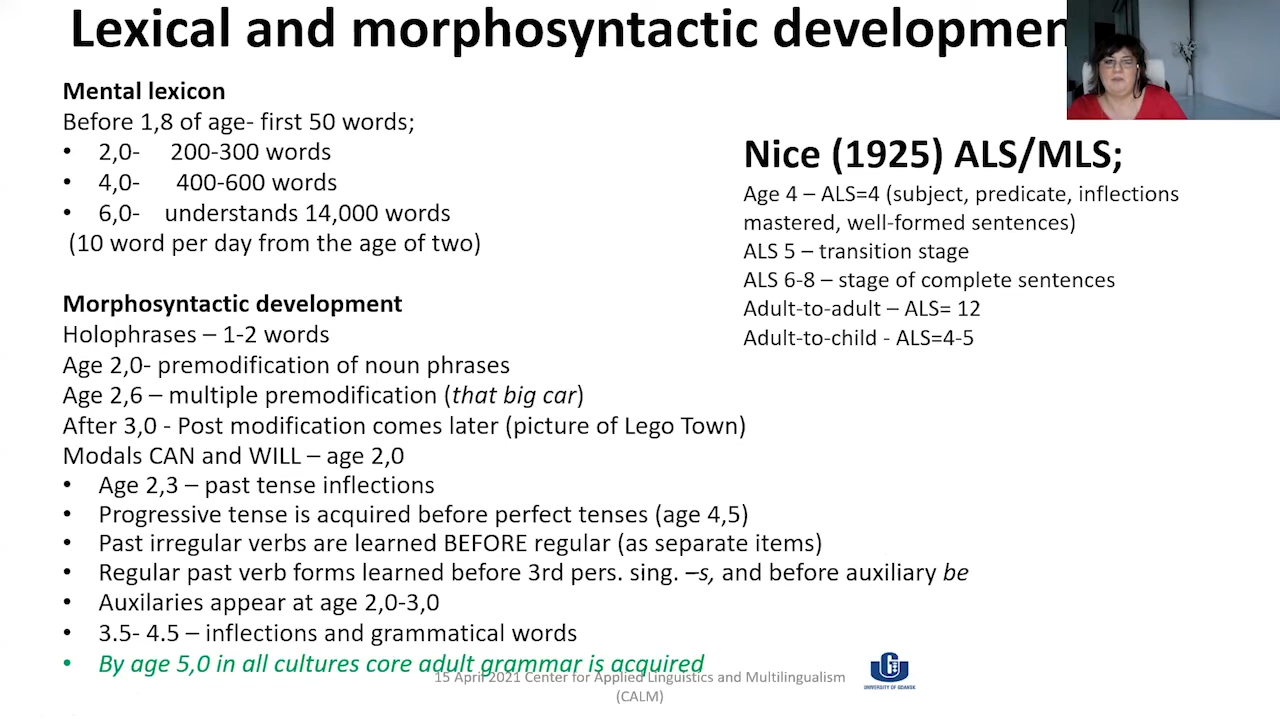 Lexical and morphosyntactic developmen
Mental lexicon
Before 1,8 of age- first 50 words;
• 2,0- 200-300 words
• 4,0- 400-600 words
• 6,0- understands 14,000 words
(10 word per day from the age of two)
Morphosyntactic development
Holophrases – 1-2 words
Age 2,0- premodification of noun phrases
Age 2,6 – multiple premodification (that big car)
After 3,0 - Post modification comes later (picture of Lego Town)
Modals CAN and WILL – age 2,0
• Age 2,3 – past tense inflections
• Progressive tense is acquired before perfect tenses (age 4,5)
• Past irregular verbs are learned BEFORE regular (as separate items)
• Regular past verb forms learned before 3rd pers. sing. –s, and before auxiliary be
• Auxilaries appear at age 2,0-3,0
• 3.5- 4.5 – inflections and grammatical words
• By age 5,0 in all cultures core adult grammar is acquired
Nice (1925) ALS/MLS;
Age 4 – ALS=4 (subject, predicate, inflections
mastered, well-formed sentences)
ALS 5 – transition stage
ALS 6-8 – stage of complete sentences
Adult-to-adult – ALS= 12
Adult-to-child - ALS=4-5
15 April 2021 Center for Applied Linguistics and Multilingualism
(CALM)
UNIVERSITY OF GDAŃSK